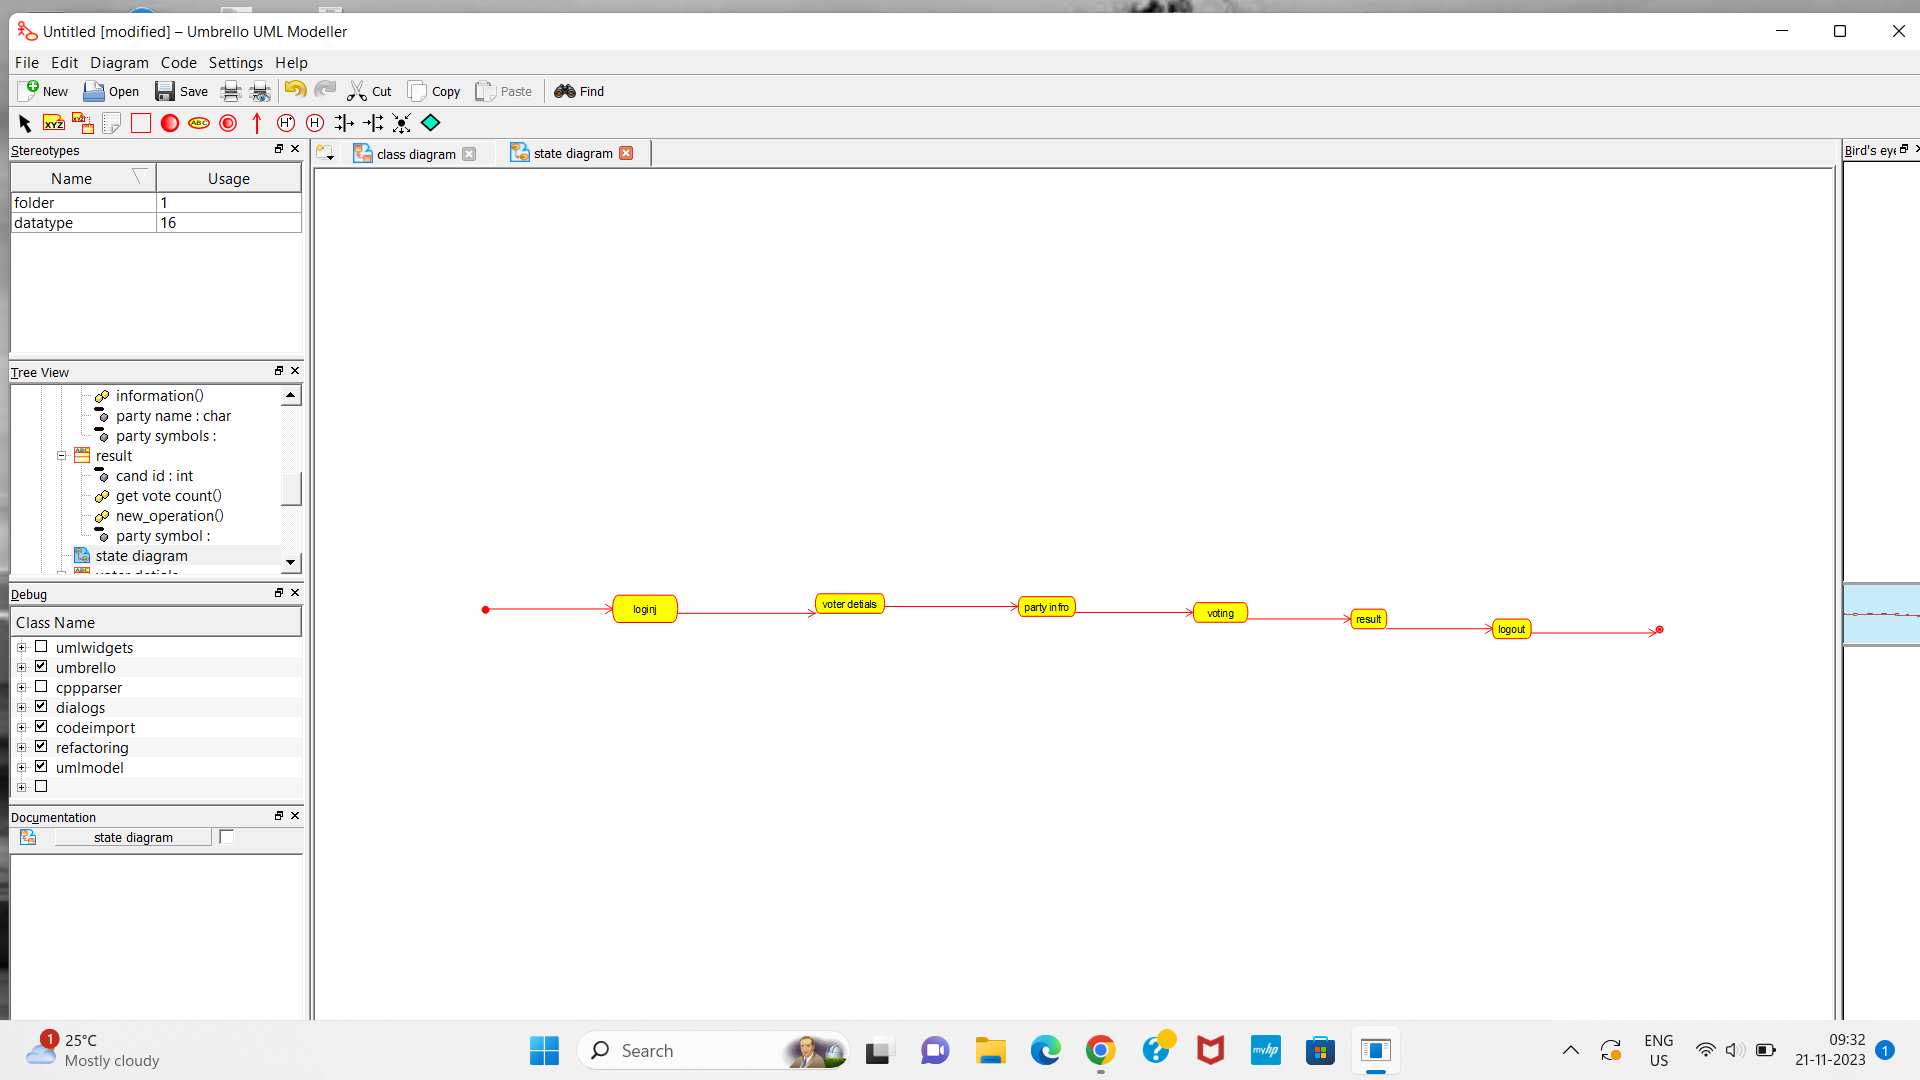 Untitled [modified] – Umbrello UML Modeller
File Edit Diagram Code Settings Help
New Open Save Cut Copy Paste Find
XYZ ABC H* H
Stereotypes
Name Usage
folder 1
datatype 16
Tree View
information()
party name : char
party symbols :
result
cand id : int
get vote count()
new_operation()
party symbol :
state diagram
Debug
Class Name
umlwidgets
umbrello
cppparser
dialogs
codeimport
refactoring
umlmodel
Documentation
state diagram
class diagram state diagram
loginj voter detials party infro voting result logout
Bird's eye
1 25°C
Mostly cloudy
Search
myhp
ENG
US
09:32
21-11-2023
1